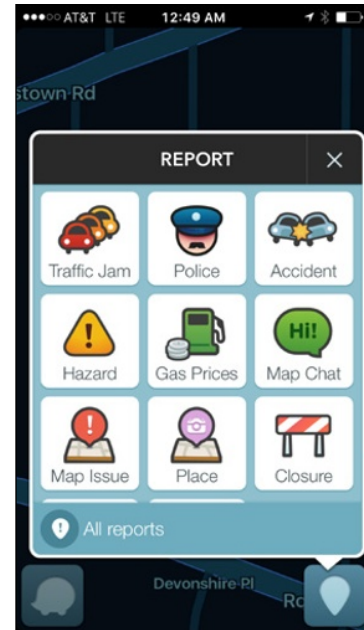 AT&T LTE 12:49 AM
stown Rd
REPORT
Traffic Jam Police Accident
Hi!
Hazard Gas Prices Map Chat
Map Issue Place Closure
All reports
Devonshire Pl
Rd